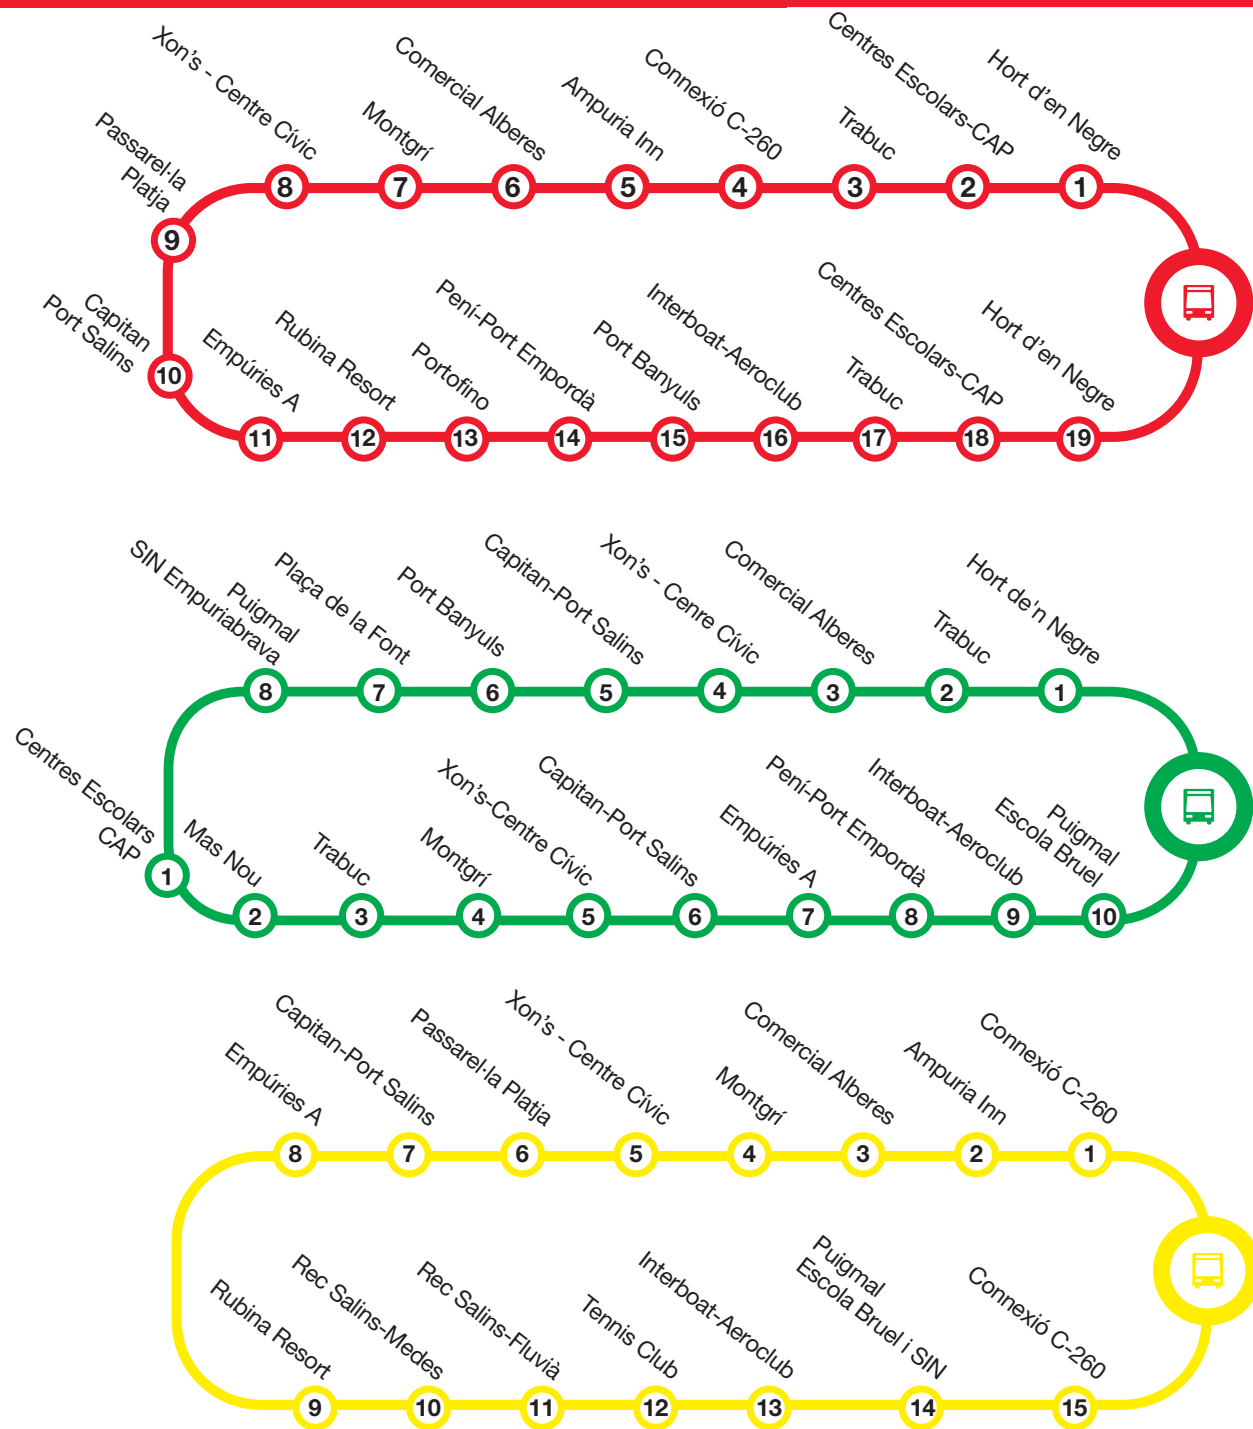 Xon's - Centre Cívic
Montgrí
Comercial Alberes
Ampuria Inn
Connexió C-260
Trabuc
Centres Escolars-CAP
Hort d'en Negre
Passarel·la
Platja
8
7
6
5
4
3
2
1
9
Capitan
Port Salins
Empúries A
Rubina Resort
Portofino
Pení-Port Empordà
Port Banyuls
Interboat-Aeroclub
Trabuc
Centres Escolars-CAP
Hort d'en Negre
10
11
12
13
14
15
16
17
18
19
SIN Empuriabrava
Puigmal
Plaça de la Font
Port Banyuls
Capitan-Port Salins
Xon's - Cenre Cívic
Comercial Alberes
Trabuc
Hort de'n Negre
8
7
6
5
4
3
2
1
Centres Escolars
CAP
Mas Nou
Trabuc
Montgrí
Xon's-Centre Cívic
Capitan-Port Salins
Empúries A
Pení-Port Empordà
Interboat-Aeroclub
Puigmal
Escola Bruel
1
2
3
4
5
6
7
8
9
10
Empúries A
Capitan-Port Salins
Passarel·la Platja
Xon's - Centre Cívic
Montgrí
Comercial Alberes
Ampuria Inn
Connexió C-260
8
7
6
5
4
3
2
1
Rubina Resort
Rec Salins-Medes
Rec Salins-Fluvià
Tennis Club
Interboat-Aeroclub
Puigmal
Escola Bruel i SIN
Connexió C-260
9
10
11
12
13
14
15